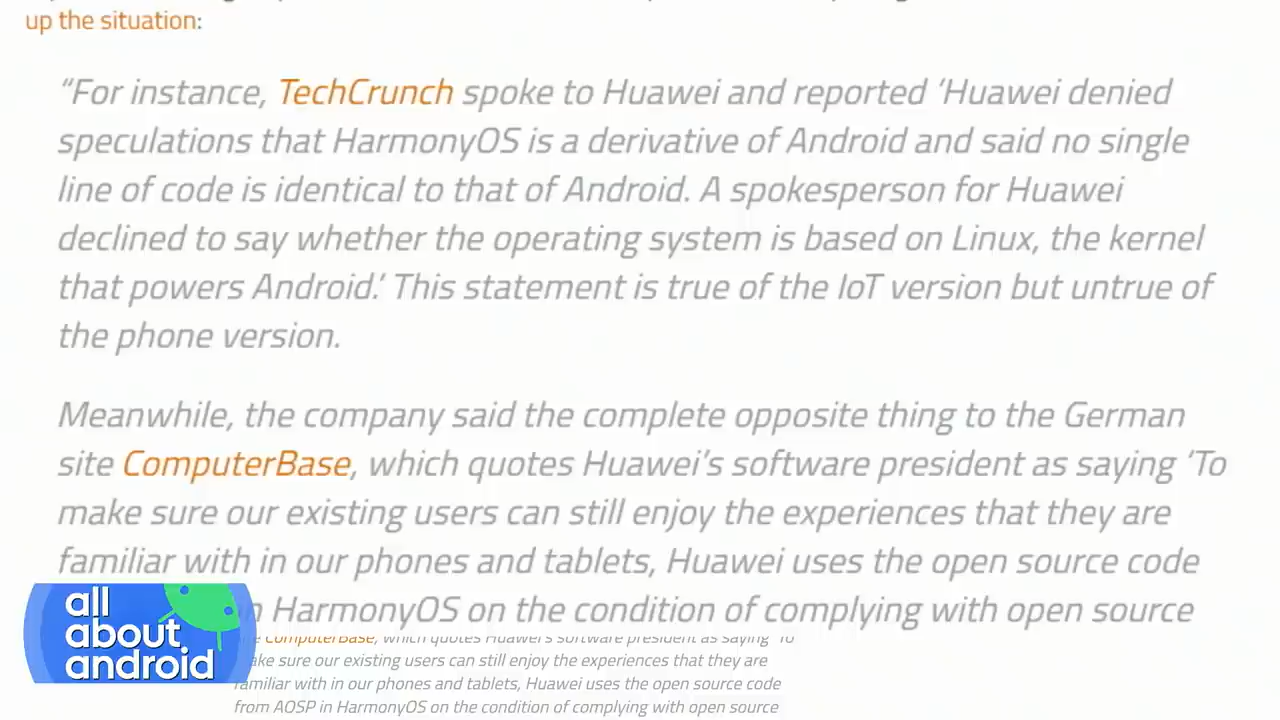 up the situation:
“For instance, TechCrunch spoke to Huawei and reported ‘Huawei denied
speculations that HarmonyOS is a derivative of Android and said no single
line of code is identical to that of Android. A spokesperson for Huawei
declined to say whether the operating system is based on Linux, the kernel
that powers Android.’ This statement is true of the IoT version but untrue of
the phone version.
Meanwhile, the company said the complete opposite thing to the German
site ComputerBase, which quotes Huawei’s software president as saying ‘To
make sure our existing users can still enjoy the experiences that they are
familiar with in our phones and tablets, Huawei uses the open source code
HarmonyOS on the condition of complying with open source
all
about
android
ComputerBase, which quotes Huawei’s software president as saying ‘To
make sure our existing users can still enjoy the experiences that they are
familiar with in our phones and tablets, Huawei uses the open source code
from AOSP in HarmonyOS on the condition of complying with open source